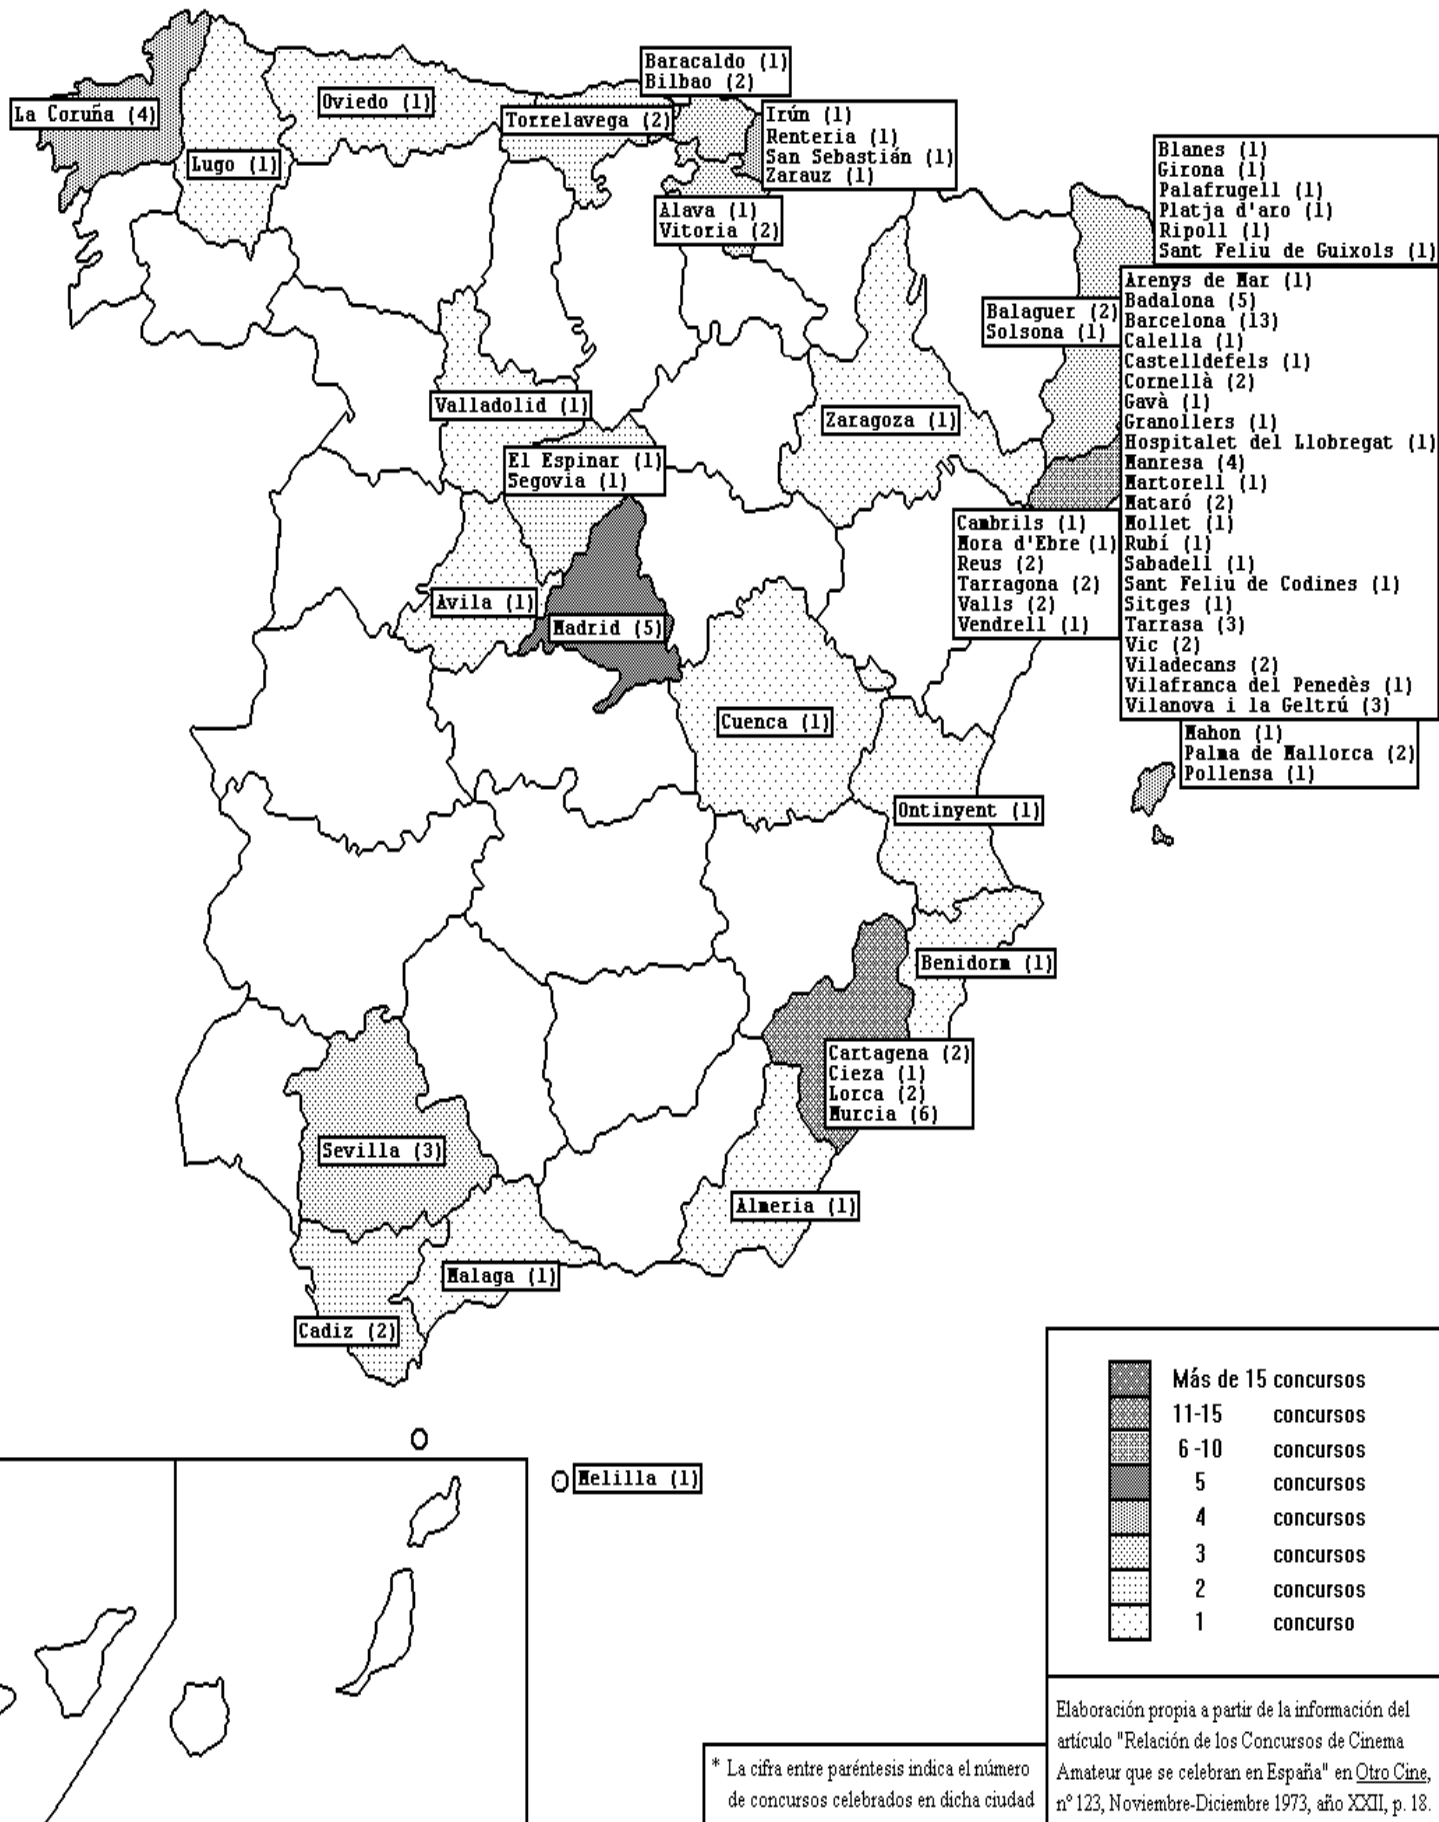 Baracaldo (1)
Bilbao (2)
La Coruña (4)
Oviedo (1)
Torrelavega (2)
Irún (1)
Renteria (1)
San Sebastián (1)
Zarauz (1)
Lugo (1)
Alava (1)
Vitoria (2)
Blanes (1)
Girona (1)
Palafrugell (1)
Platja d'aro (1)
Ripoll (1)
Sant Feliu de Guixols (1)
Balaguer (2)
Solsona (1)
Arenys de Mar (1)
Badalona (5)
Barcelona (13)
Calella (1)
Castelldefels (1)
Cornellà (2)
Gavà (1)
Granollers (1)
Hospitalet del Llobregat (1)
Manresa (4)
Martorell (1)
Mataró (2)
Mollet (1)
Rubí (1)
Sabadell (1)
Sant Feliu de Codines (1)
Sitges (1)
Tarrasa (3)
Vic (2)
Viladecans (2)
Vilafranca del Penedès (1)
Vilanova i la Geltrú (3)
Valladolid (1)
Zaragoza (1)
El Espinar (1)
Segovia (1)
Cambrils (1)
Mora d'Ebre (1)
Reus (2)
Tarragona (2)
Valls (2)
Vendrell (1)
Avila (1)
Madrid (5)
Cuenca (1)
Mahon (1)
Palma de Mallorca (2)
Pollensa (1)
Ontinyent (1)
Benidorm (1)
Cartagena (2)
Cieza (1)
Lorca (2)
Murcia (6)
Sevilla (3)
Almeria (1)
Malaga (1)
Cadiz (2)
Melilla (1)
Más de 15 concursos
11-15 concursos
6 -10 concursos
5 concursos
4 concursos
3 concursos
2 concursos
1 concurso
* La cifra entre paréntesis indica el número
de concursos celebrados en dicha ciudad
Elaboración propia a partir de la información del
artículo "Relación de los Concursos de Cinema
Amateur que se celebran en España" en Otro Cine,
nº 123, Noviembre-Diciembre 1973, año XXII, p. 18.